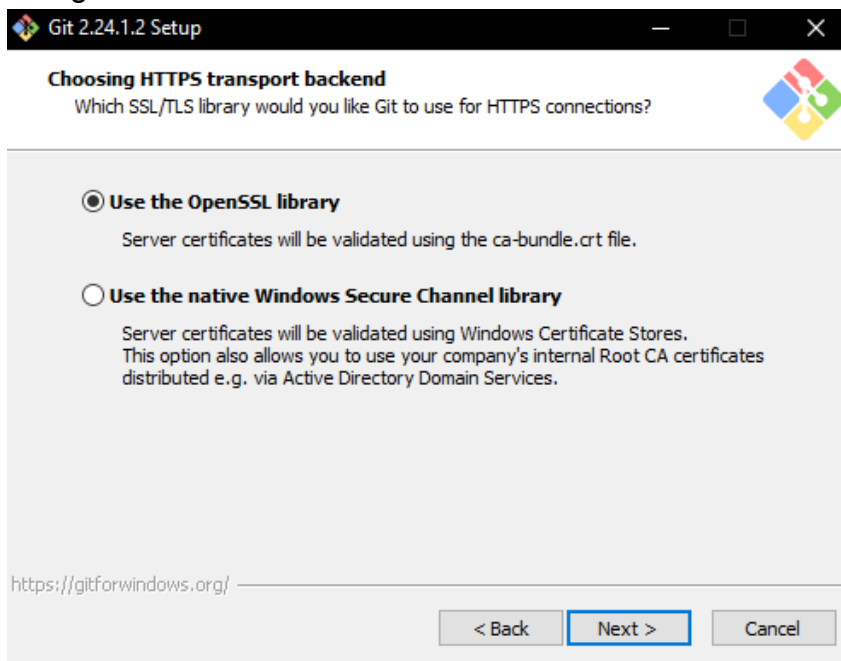 Git 2.24.1.2 Setup
Choosing HTTPS transport backend
Which SSL/TLS library would you like Git to use for HTTPS connections?
Use the OpenSSL library
Server certificates will be validated using the ca-bundle.crt file.
Use the native Windows Secure Channel library
Server certificates will be validated using Windows Certificate Stores.
This option also allows you to use your company's internal Root CA certificates
distributed e.g. via Active Directory Domain Services.
https://gitforwindows.org/
< Back Next > Cancel